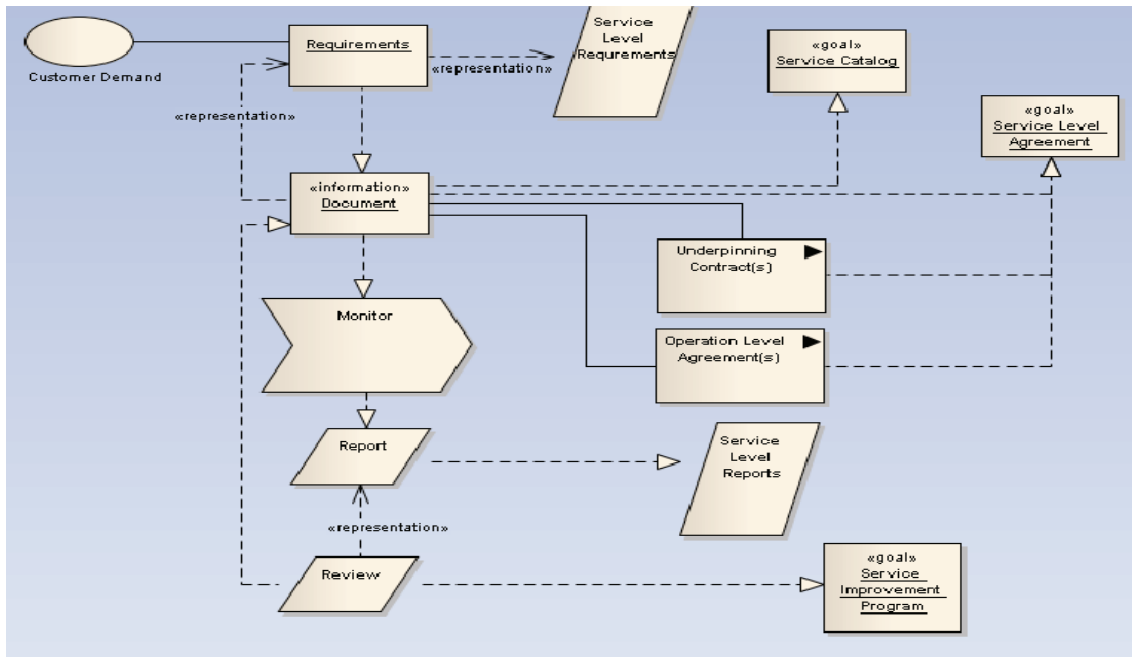 Service
Level
Requrements
Requirements
«goal»
Service Catalog
Customer Demand
«representation»
«representation»
«goal»
Service Level
Agreement
«information»
Document
Underpinning
Contract(s)
Monitor
Operation Level
Agreement(s)
Report
Service
Level
Reports
«representation»
Review
«goal»
Service
Improvement
Program